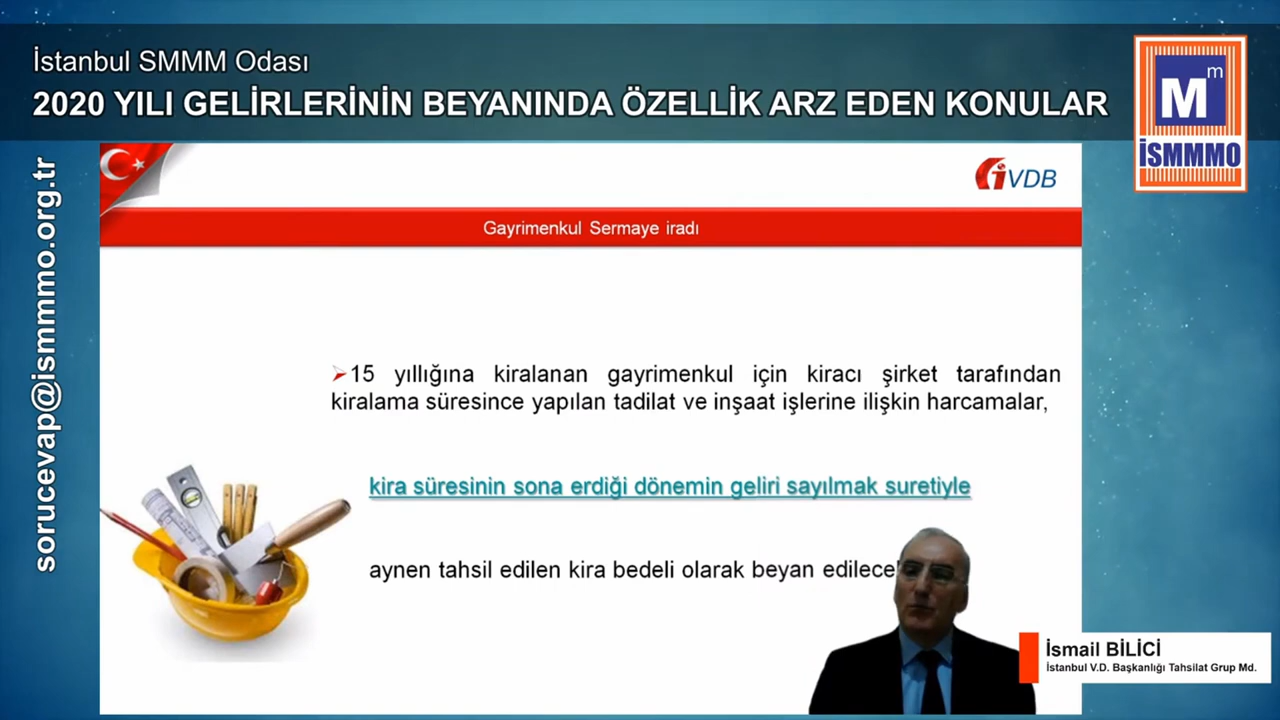 İstanbul SMMM Odası
2020 YILI GELİRLERİNİN BEYANINDA ÖZELLİK ARZ EDEN KONULAR
Mm
İSMMMO
sorucevap@ismmmo.org.tr
iVDB
Gayrimenkul Sermaye iradı
15 yıllığına kiralanan gayrimenkul için kiracı şirket tarafından
kiralama süresince yapılan tadilat ve inşaat işlerine ilişkin harcamalar,
kira süresinin sona erdiği dönemin geliri sayılmak suretiyle
aynen tahsil edilen kira bedeli olarak beyan
İsmail BİLİCİ
İstanbul V.D. Başkanlığı Tahsilat Grup Md.